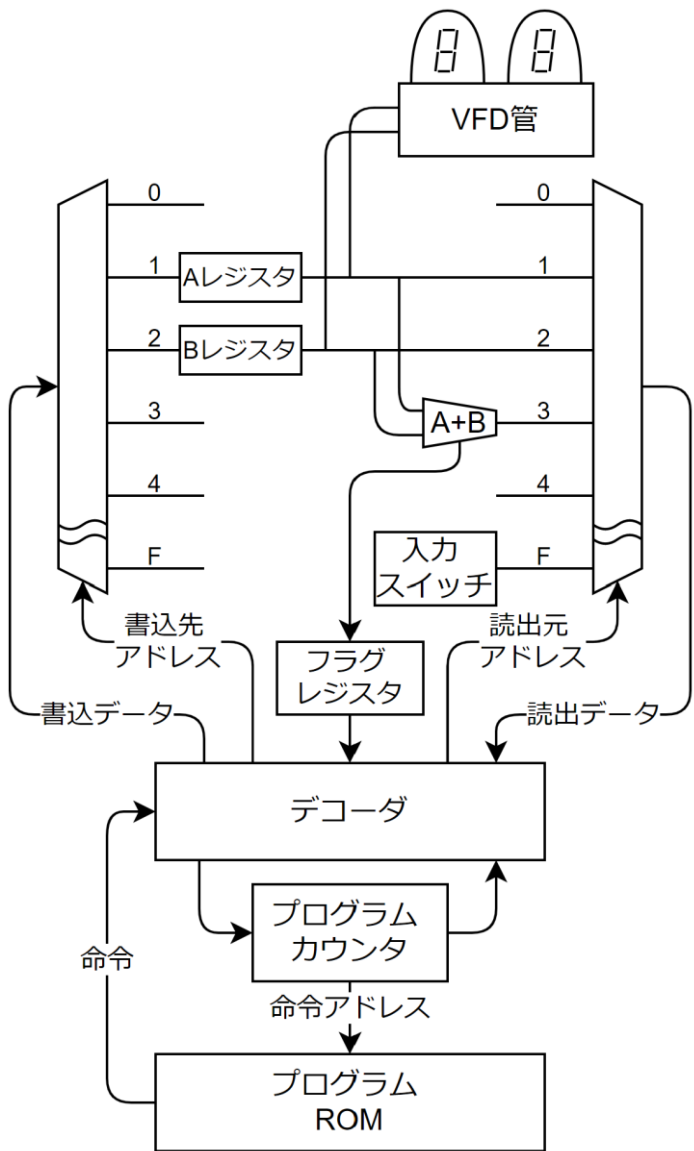 8 8
VFD管
0
0
1
Aレジスタ
1
2
Bレジスタ
2
3
A+B
3
4
4
F
入力
スイッチ
F
書込先
アドレス
読出元
アドレス
フラグ
レジスタ
書込データ
読出データ
デコーダ
プログラム
カウンタ
命令
命令アドレス
プログラム
ROM